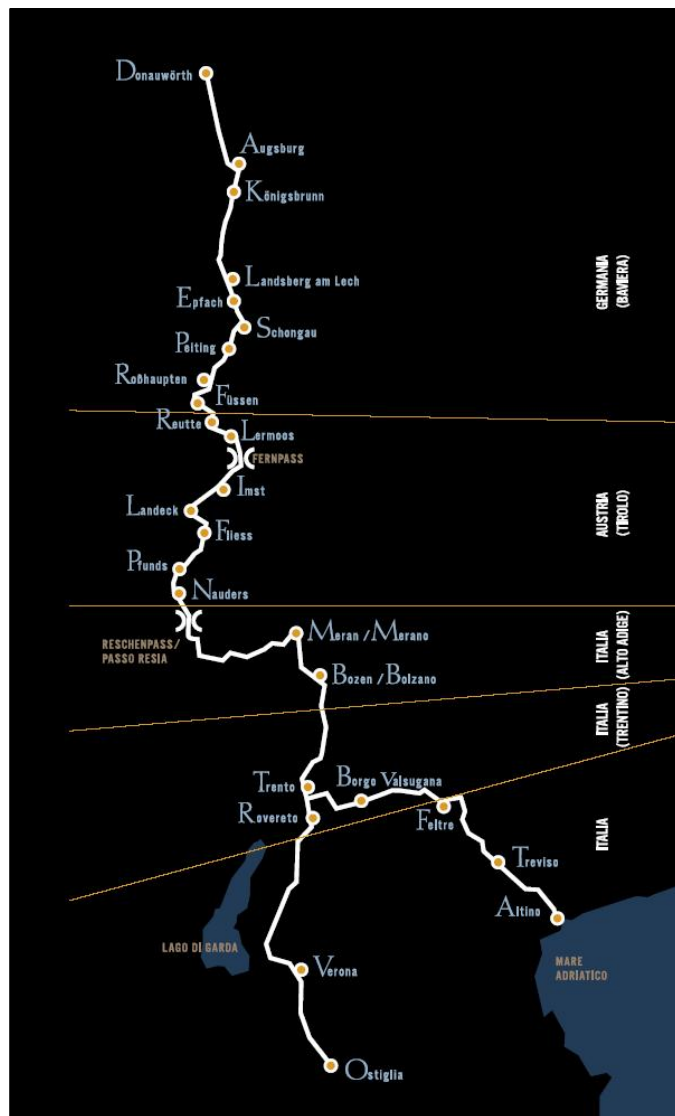 Donauwörth
Augsburg
Königsbrunn
Landsberg am Lech
Epfach
Schongau
Peiting
Roßhaupten
Füssen
Reutte
Lermoos
FERNPASS
Imst
Landeck
Fliess
Pfunds
Nauders
RESCHENPASS/
PASSO RESIA
Meran / Merano
Bozen / Bolzano
Trento
Borgo Valsugana
Rovereto
Feltre
Treviso
Altino
LAGO DI GARDA
Verona
MARE
ADRIATICO
Ostiglia
GERMANIA
(BAVIERA)
AUSTRIA
(TIROLO)
ITALIA
(ALTO ADIGE)
ITALIA
(TRENTINO)
ITALIA